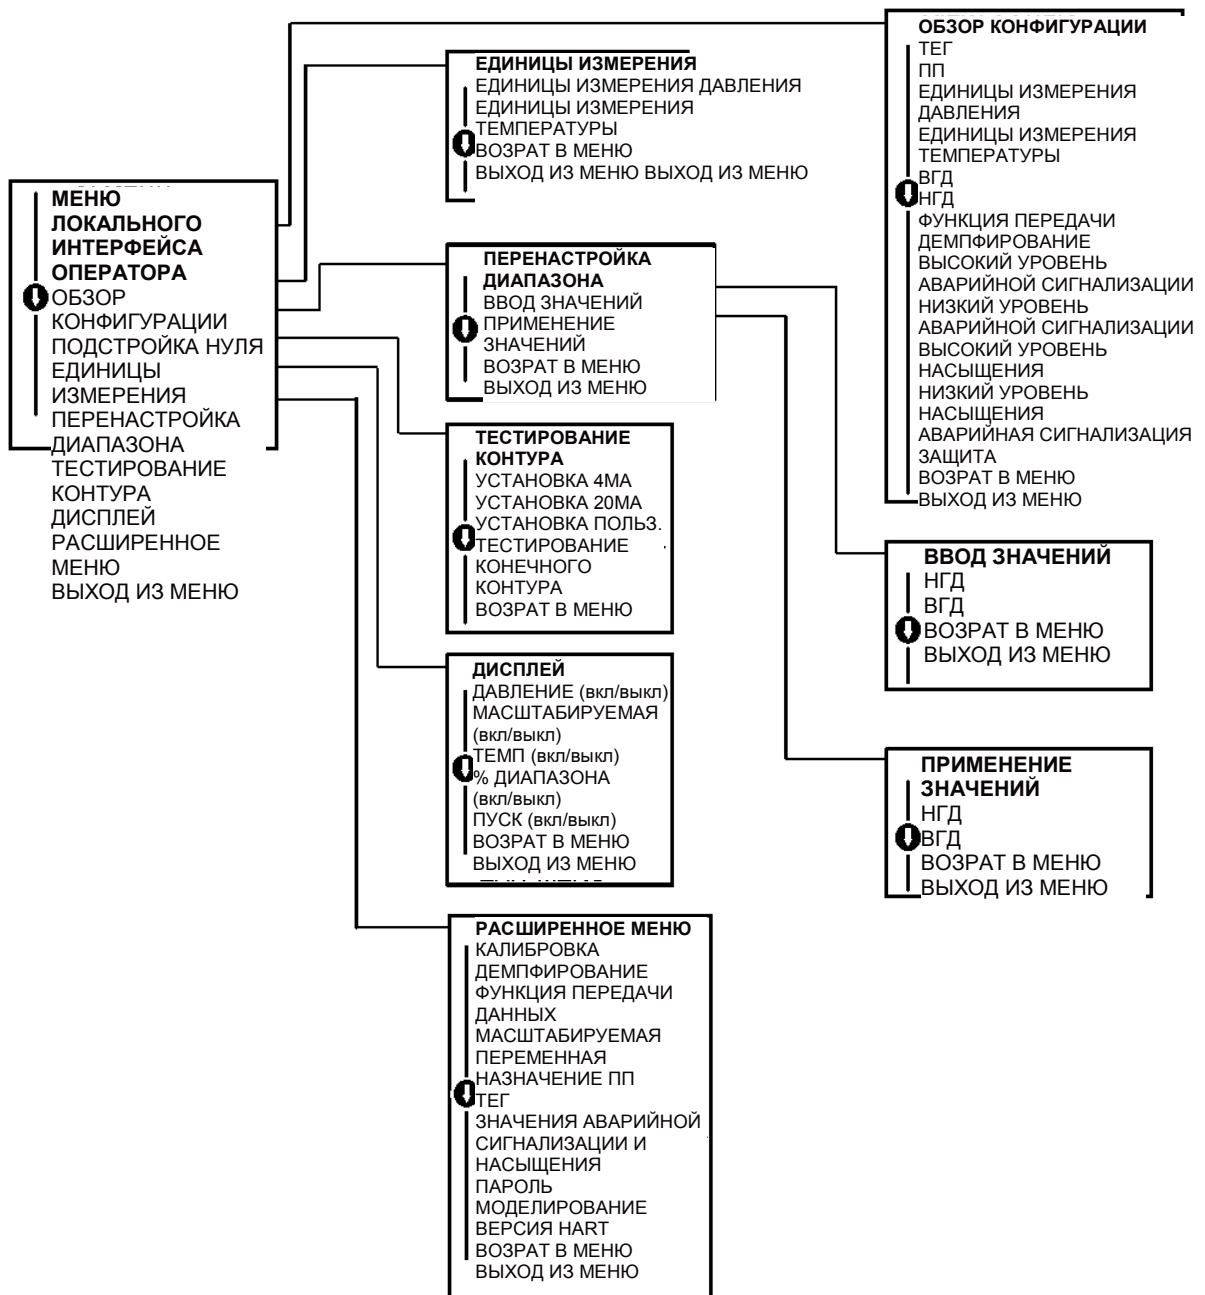 МЕНЮ
ЛОКАЛЬНОГО
ИНТЕРФЕЙСА
ОПЕРАТОРА
ОБЗОР
КОНФИГУРАЦИИ
ПОДСТРОЙКА НУЛЯ
ЕДИНИЦЫ
ИЗМЕРЕНИЯ
ПЕРЕНАСТРОЙКА
ДИАПАЗОНА
ТЕСТИРОВАНИЕ
КОНТУРА
ДИСПЛЕЙ
РАСШИРЕННОЕ
МЕНЮ
ВЫХОД ИЗ МЕНЮ
ЕДИНИЦЫ ИЗМЕРЕНИЯ
ЕДИНИЦЫ ИЗМЕРЕНИЯ ДАВЛЕНИЯ
ЕДИНИЦЫ ИЗМЕРЕНИЯ
ТЕМПЕРАТУРЫ
ВОЗРАТ В МЕНЮ
ВЫХОД ИЗ МЕНЮ ВЫХОД ИЗ МЕНЮ
ПЕРЕНАСТРОЙКА
ДИАПАЗОНА
ВВОД ЗНАЧЕНИЙ
ПРИМЕНЕНИЕ
ЗНАЧЕНИЙ
ВОЗРАТ В МЕНЮ
ВЫХОД ИЗ МЕНЮ
ТЕСТИРОВАНИЕ
КОНТУРА
УСТАНОВКА 4МА
УСТАНОВКА 20МА
УСТАНОВКА ПОЛЬЗ.
ТЕСТИРОВАНИЕ
КОНЕЧНОГО
КОНТУРА
ВОЗРАТ В МЕНЮ
ДИСПЛЕЙ
ДАВЛЕНИЕ (вкл/выкл)
МАСШТАБИРУЕМАЯ
(вкл/выкл)
ТЕМП (вкл/выкл)
% ДИАПАЗОНА
(вкл/выкл)
ПУСК (вкл/выкл)
ВОЗРАТ В МЕНЮ
ВЫХОД ИЗ МЕНЮ
РАСШИРЕННОЕ МЕНЮ
КАЛИБРОВКА
ДЕМПФИРОВАНИЕ
ФУНКЦИЯ ПЕРЕДАЧИ
ДАННЫХ
МАСШТАБИРУЕМАЯ
ПЕРЕМЕННАЯ
НАЗНАЧЕНИЕ ПП
ТЕГ
ЗНАЧЕНИЯ АВАРИЙНОЙ
СИГНАЛИЗАЦИИ И
НАСЫЩЕНИЯ
ПАРОЛЬ
МОДЕЛИРОВАНИЕ
ВЕРСИЯ HART
ВОЗРАТ В МЕНЮ
ВЫХОД ИЗ МЕНЮ
ОБЗОР КОНФИГУРАЦИИ
ТЕГ
ПП
ЕДИНИЦЫ ИЗМЕРЕНИЯ
ДАВЛЕНИЯ
ЕДИНИЦЫ ИЗМЕРЕНИЯ
ТЕМПЕРАТУРЫ
ВГД
НГД
ФУНКЦИЯ ПЕРЕДАЧИ
ДЕМПФИРОВАНИЕ
ВЫСОКИЙ УРОВЕНЬ
АВАРИЙНОЙ СИГНАЛИЗАЦИИ
НИЗКИЙ УРОВЕНЬ
АВАРИЙНОЙ СИГНАЛИЗАЦИИ
ВЫСОКИЙ УРОВЕНЬ
НАСЫЩЕНИЯ
НИЗКИЙ УРОВЕНЬ
НАСЫЩЕНИЯ
АВАРИЙНАЯ СИГНАЛИЗАЦИЯ
ЗАЩИТА
ВОЗРАТ В МЕНЮ
ВЫХОД ИЗ МЕНЮ
ВВОД ЗНАЧЕНИЙ
НГД
ВГД
ВОЗРАТ В МЕНЮ
ВЫХОД ИЗ МЕНЮ
ПРИМЕНЕНИЕ
ЗНАЧЕНИЙ
НГД
ВГД
ВОЗРАТ В МЕНЮ
ВЫХОД ИЗ МЕНЮ